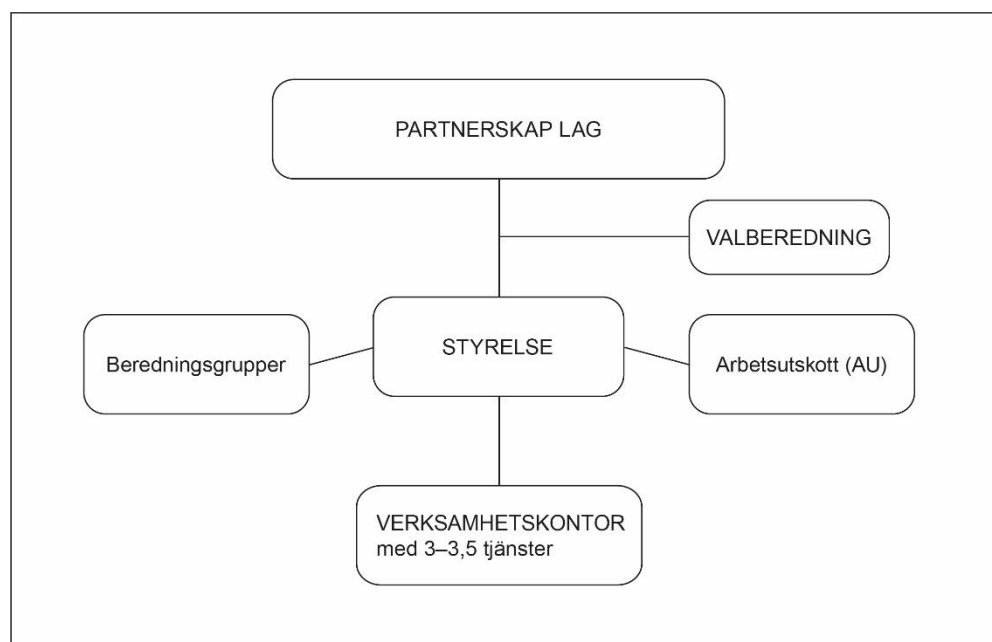 PARTNERSKAP LAG
VALBEREDNING
Beredningsgrupper
STYRELSE
Arbetsutskott (AU)
VERKSAMHETSKONTOR
med 3–3,5 tjänster